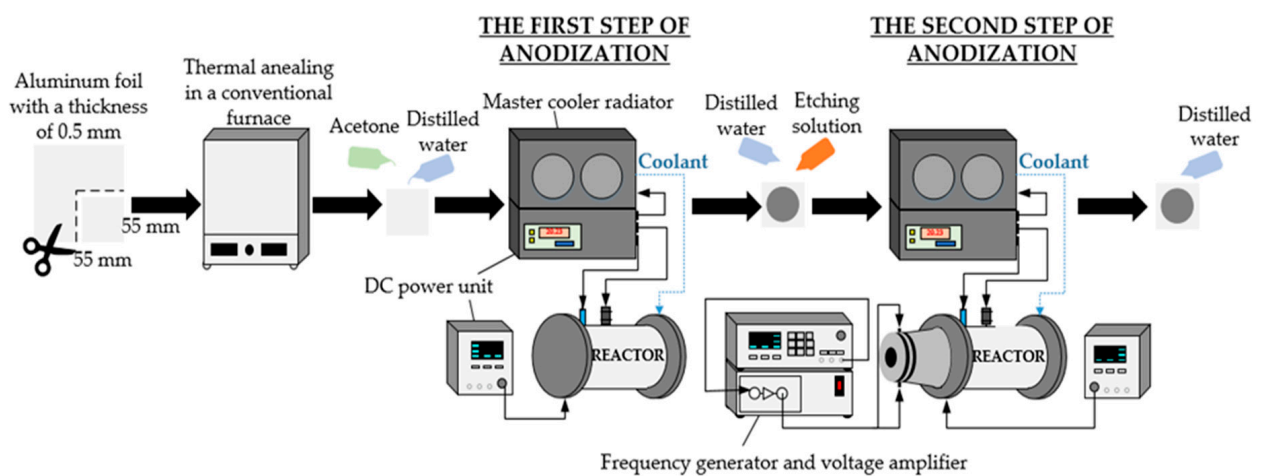 THE FIRST STEP OF
ANODIZATION
THE SECOND STEP OF
ANODIZATION
Aluminum foil
with a thickness
of 0.5 mm
Thermal anealing
in a conventional
furnace
Acetone
Distilled
water
Master cooler radiator
Coolant
Distilled
water
Etching
solution
Coolant
Distilled
water
55 mm
55 mm
20.23
20.23
DC power unit
REACTOR
REACTOR
Frequency generator and voltage amplifier